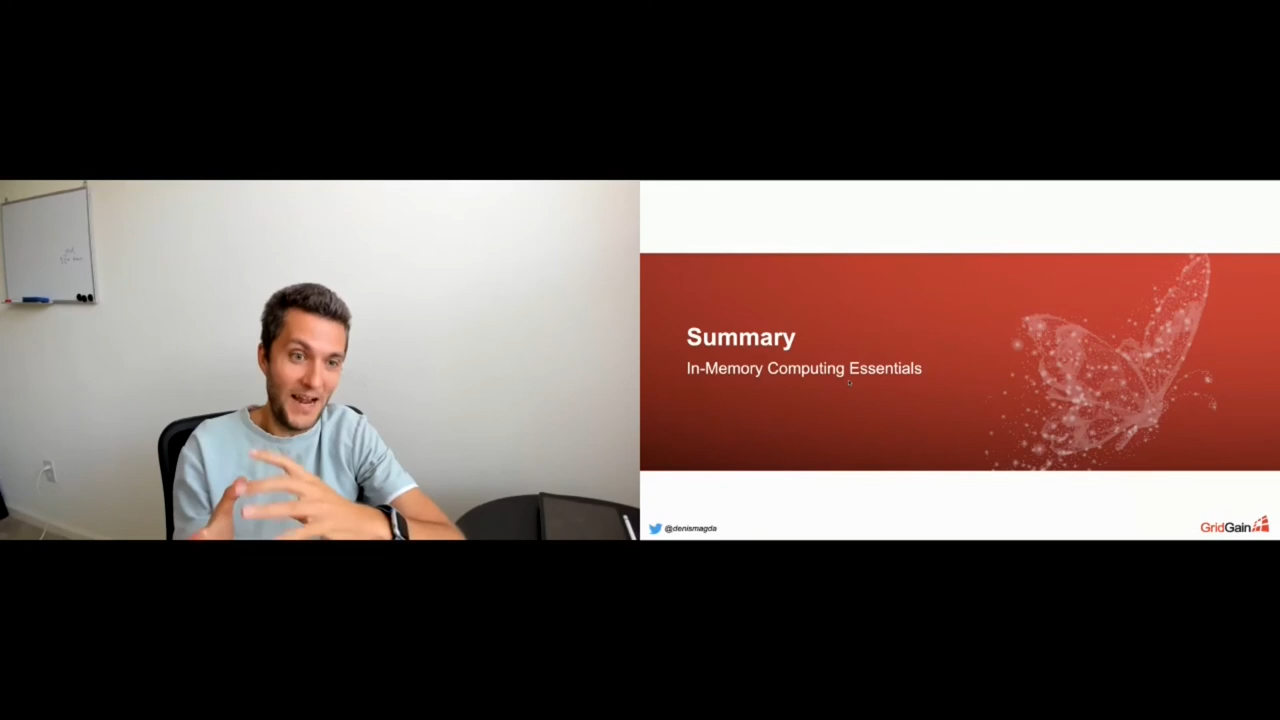 Summary
In-Memory Computing Essentials
@denismagda
GridGain